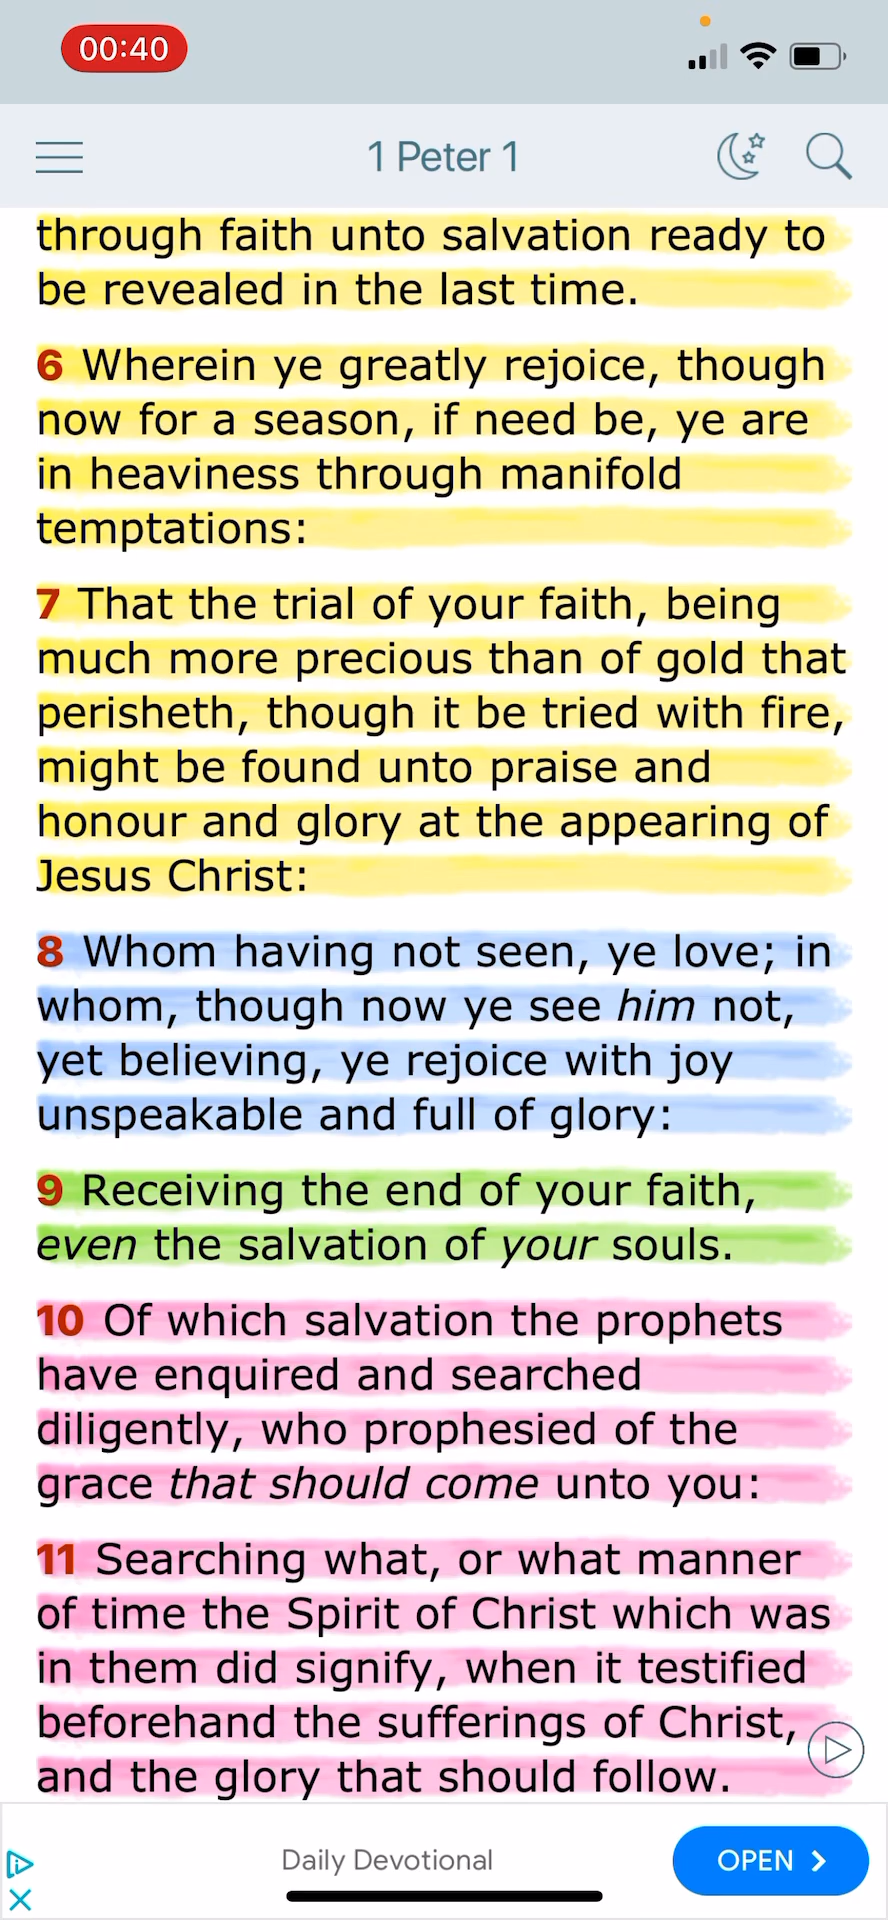 00:40
1 Peter 1
through faith unto salvation ready to
be revealed in the last time.
6 Wherein ye greatly rejoice, though
now for a season, if need be, ye are
in heaviness through manifold
temptations:
7 That the trial of your faith, being
much more precious than of gold that
perisheth, though it be tried with fire,
might be found unto praise and
honour and glory at the appearing of
Jesus Christ:
8 Whom having not seen, ye love; in
whom, though now ye see him not,
yet believing, ye rejoice with joy
unspeakable and full of glory:
9 Receiving the end of your faith,
even the salvation of your souls.
10 Of which salvation the prophets
have enquired and searched
diligently, who prophesied of the
grace that should come unto you:
11 Searching what, or what manner
of time the Spirit of Christ which was
in them did signify, when it testified
beforehand the sufferings of Christ,
and the glory that should follow.
Daily Devotional
OPEN